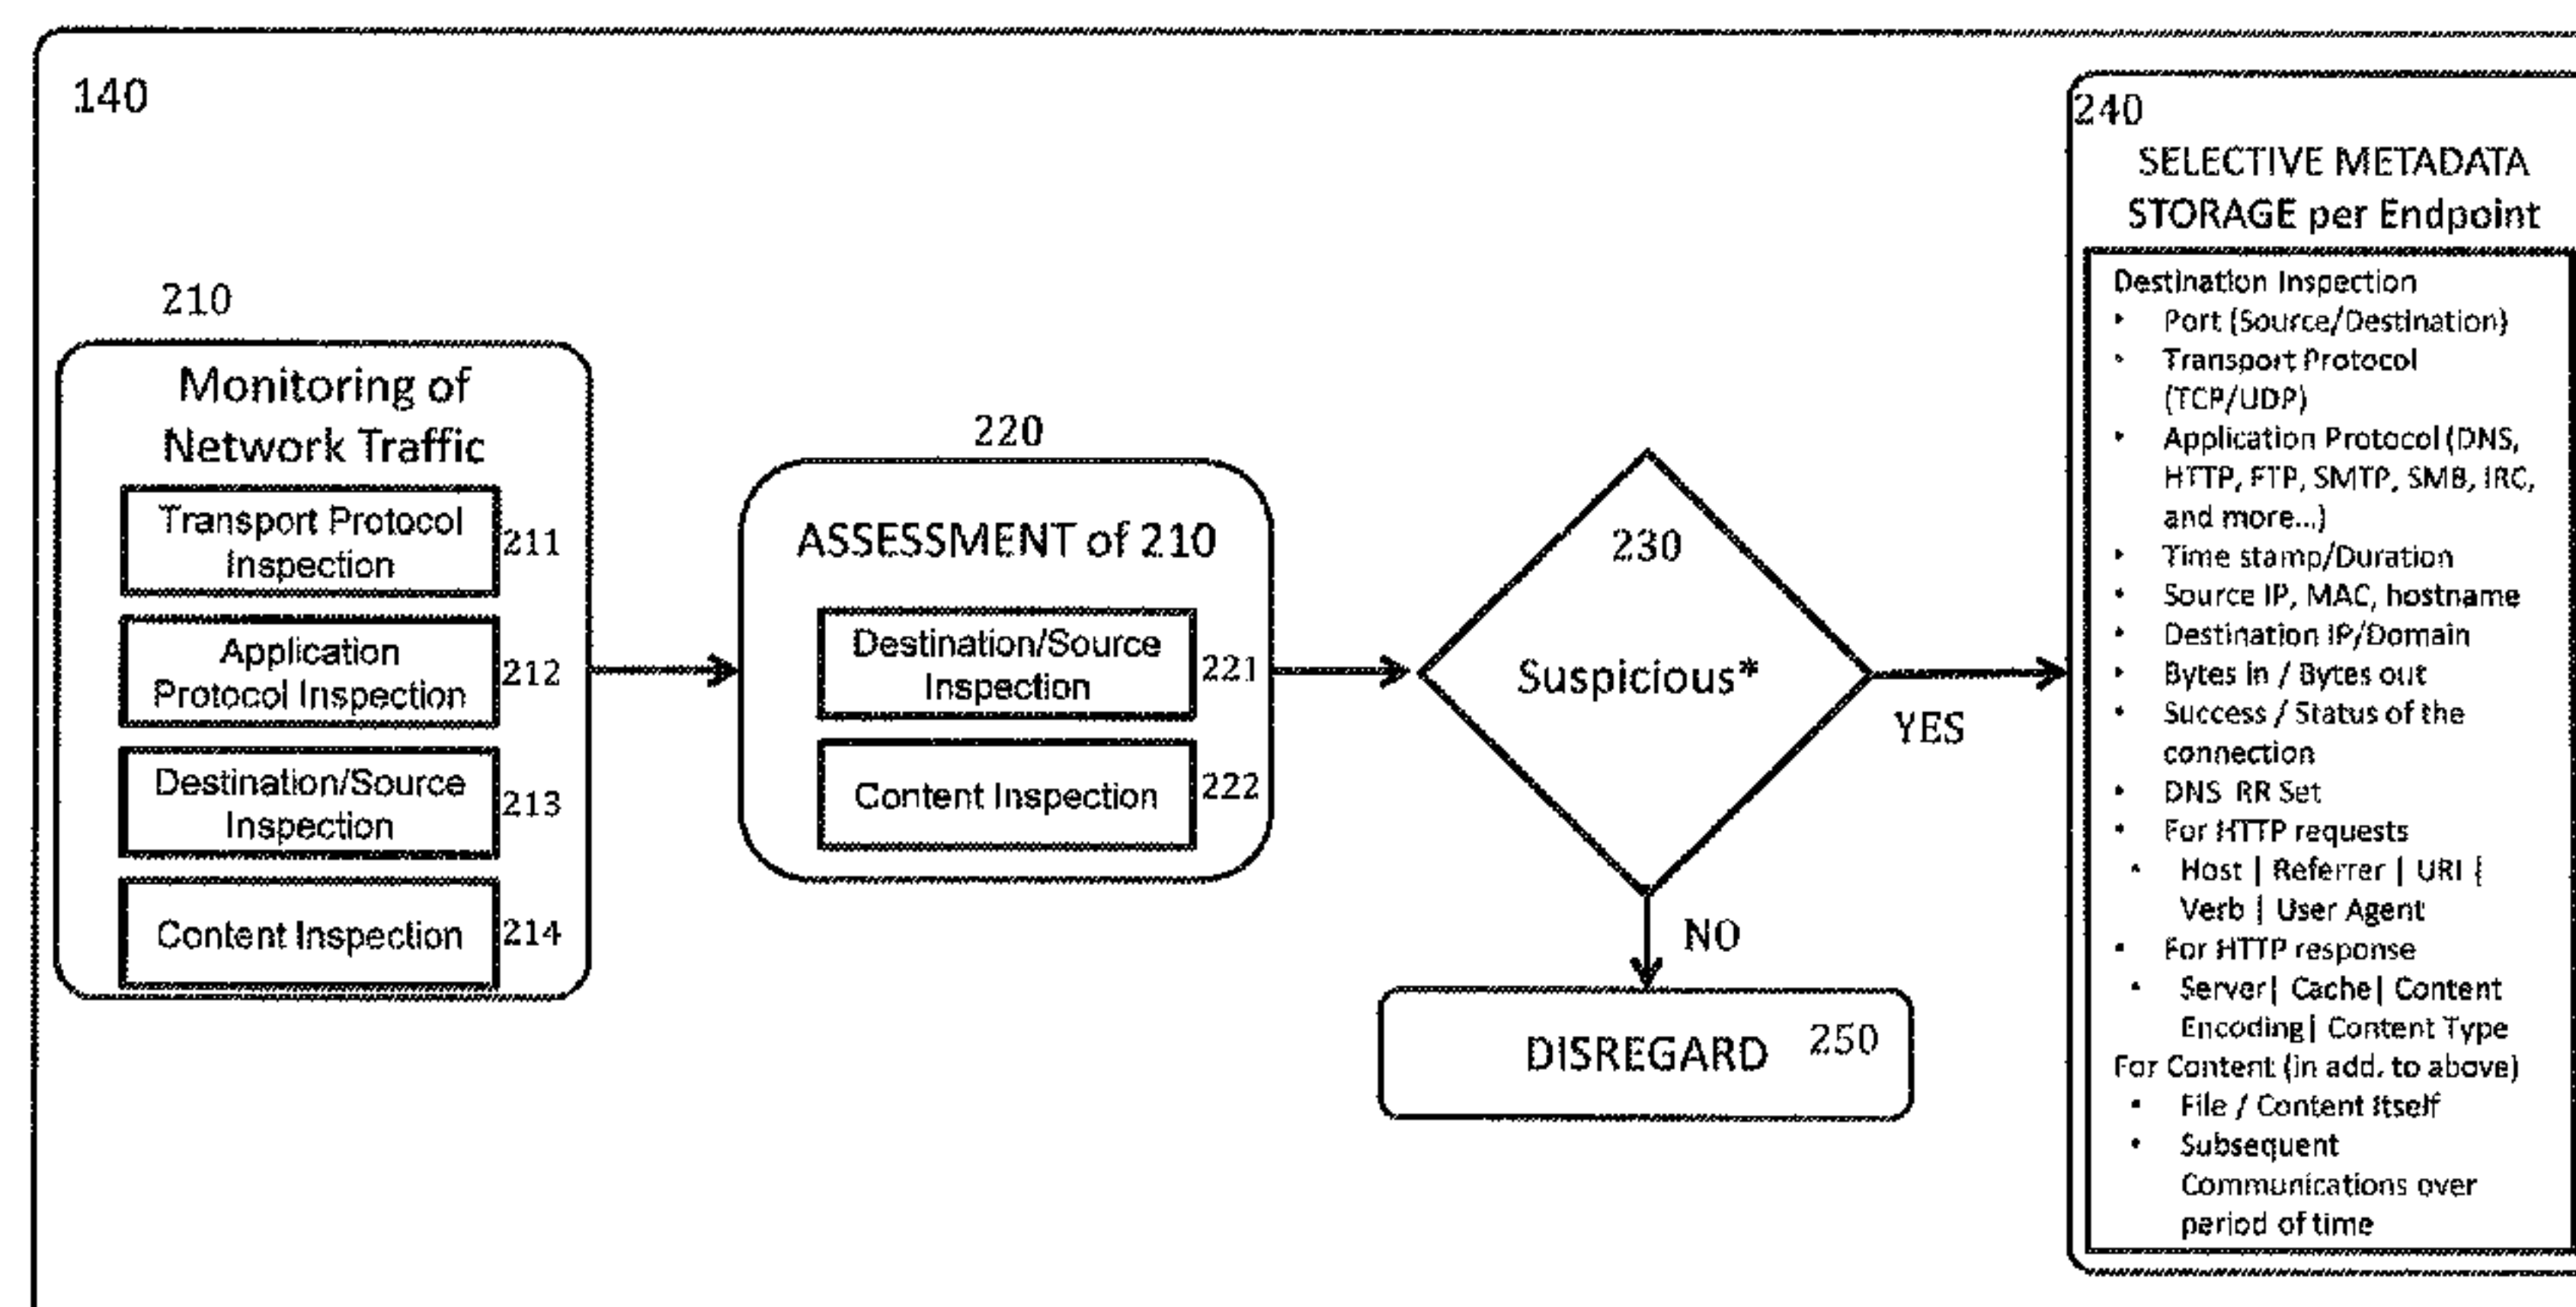 140
210
Monitoring of
Network Traffic
Transport Protocol
Inspection
211
Application
Protocol Inspection
212
Destination/Source
Inspection
213
Content Inspection
214
220
ASSESSMENT of 210
Destination/Source
Inspection
221
Content Inspection
222
230
Suspicious*
YES
NO
DISREGARD
250
240
SELECTIVE METADATA
STORAGE per Endpoint
Destination Inspection
• Port (Source/Destination)
• Transport Protocol
(TCP/UDP)
• Application Protocol (DNS,
HTTP, FTP, SMTP, SMB, IRC,
and more...)
• Time stamp/Duration
• Source IP, MAC, hostname
• Destination IP/Domain
• Bytes in / Bytes out
• Success / Status of the
connection
• DNS RR Set
• For HTTP requests
• Host | Referrer | URI |
Verb | User Agent
• For HTTP response
• Server| Cache| Content
Encoding| Content Type
For Content (in add. to above)
• File / Content Itself
• Subsequent
Communications over
period of time